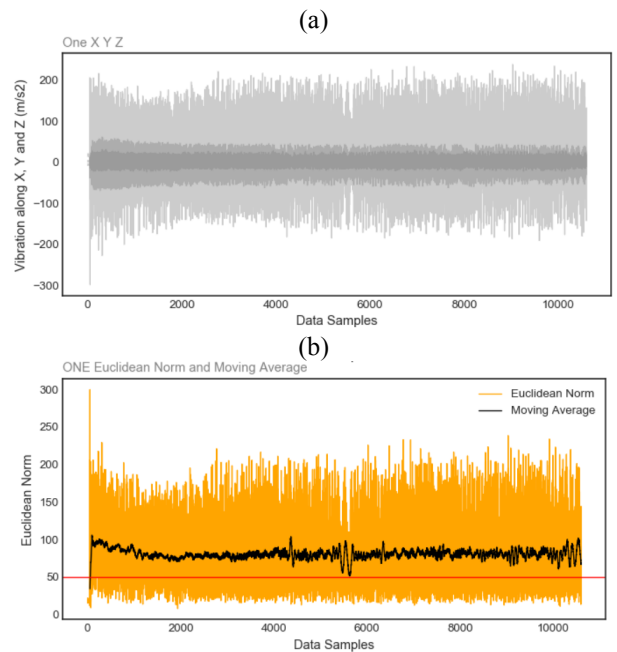 (a)
One X Y Z
Vibration along X, Y and Z (m/s2)
200
100
0
−100
−200
−300
0
2000
4000
6000
8000
10000
Data Samples
(b)
ONE Euclidean Norm and Moving Average
Euclidean Norm
Moving Average
Euclidean Norm
300
250
200
150
100
50
0
0
2000
4000
6000
8000
10000
Data Samples